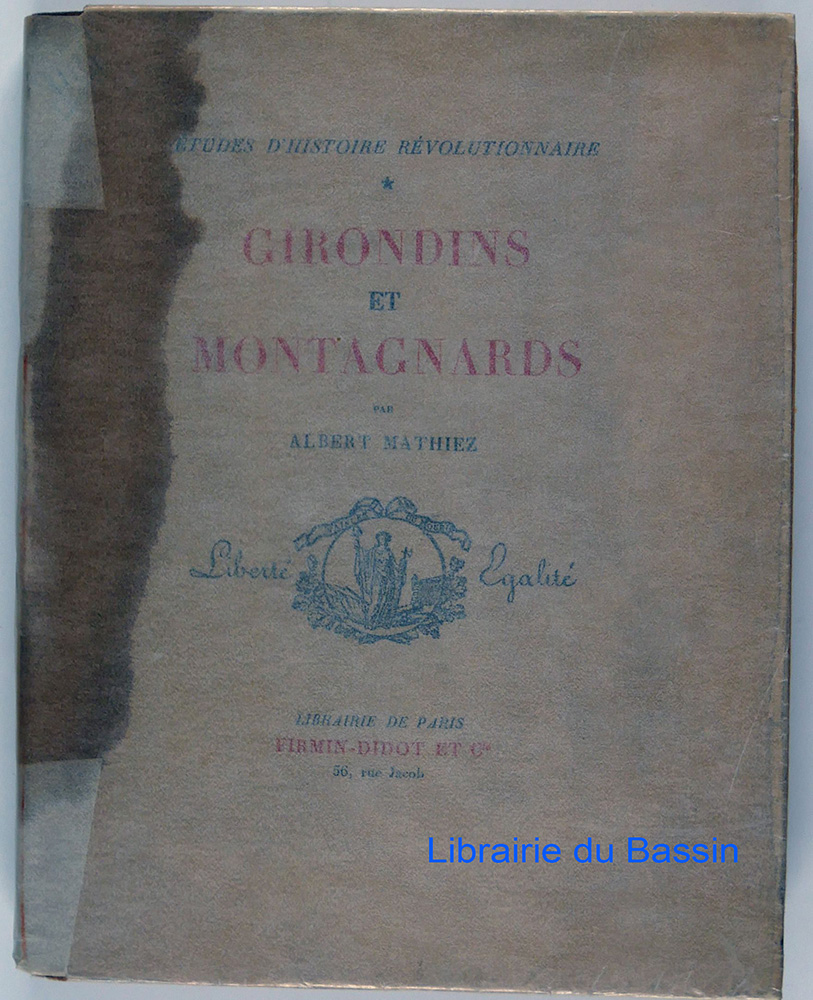 ÉTUDES D'HISTOIRE RÉVOLUTIONNAIRE
GIRONDINS
ET
MONTAGNARDS
PAR
ALBERT MATHIEZ
Liberté
Egalité
LIBRAIRIE DE PARIS
FIRMIN-DIDOT ET Cie
56, rue Jacob
Librairie du Bassin